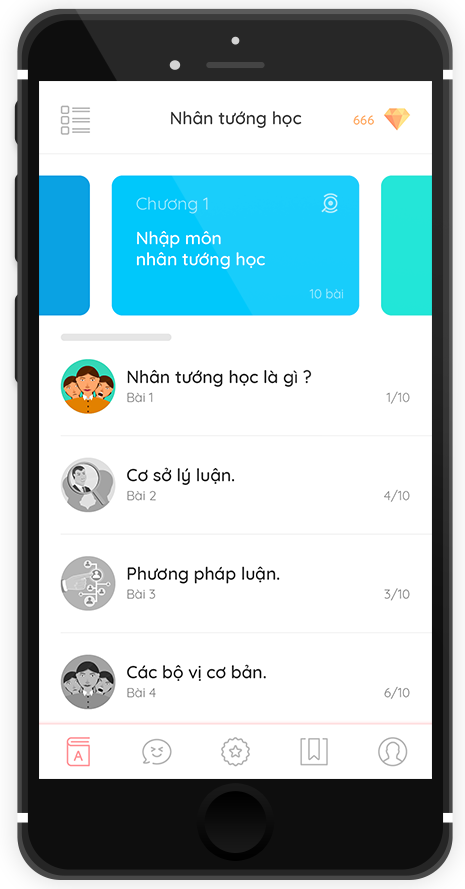 Nhân tướng học
666
Chương 1
Nhập môn
nhân tướng học
10 bài
Nhân tướng học là gì ?
Bài 1
1/10
Cơ sở lý luận.
Bài 2
4/10
Phương pháp luận.
Bài 3
3/10
Các bộ vị cơ bản.
Bài 4
6/10
A